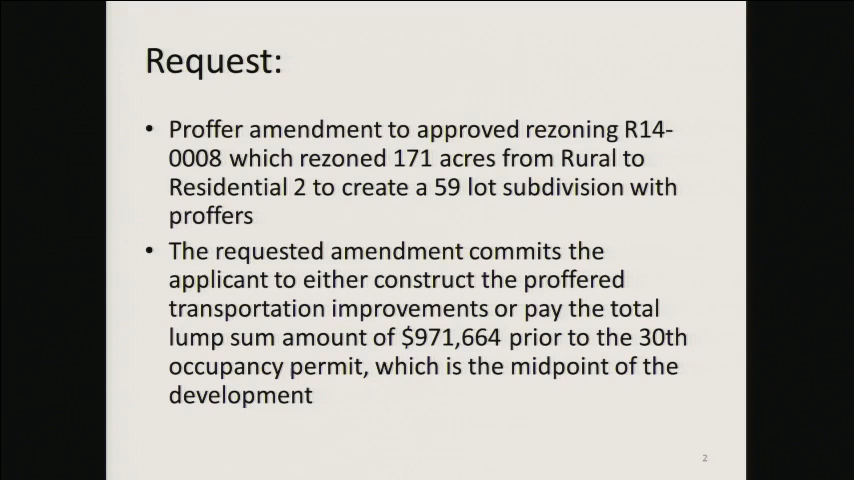 Request:
• Proffer amendment to approved rezoning R14-
0008 which rezoned 171 acres from Rural to
Residential 2 to create a 59 lot subdivision with
proffers
• The requested amendment commits the
applicant to either construct the proffered
transportation improvements or pay the total
lump sum amount of $971,664 prior to the 30th
occupancy permit, which is the midpoint of the
development
2